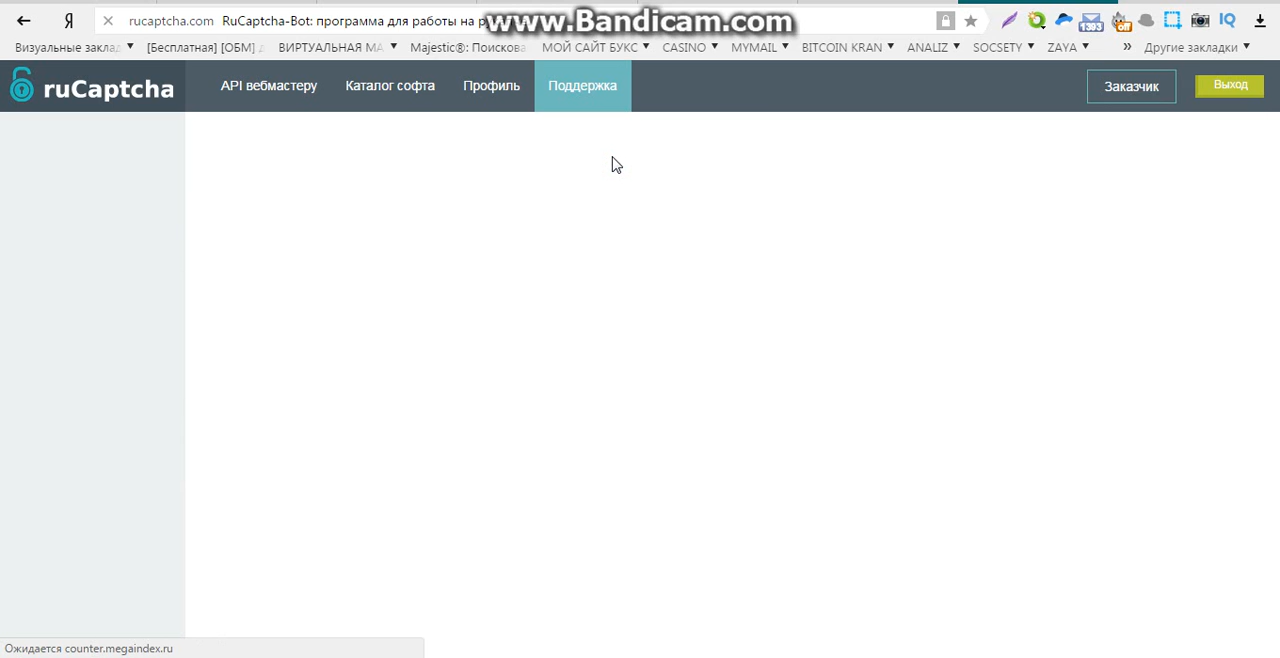 www.Bandicam.com
rucaptcha.com RuCaptcha-Bot: программа для работы на
Визуальные заклад [Бесплатная] [ОБМ] ВИРТУАЛЬНАЯ МА Majestic®: Поискова МОЙ САЙТ БУКС CASINO MYMAIL BITCOIN KRAN ANALIZ SOCSETY ZAYA » Другие закладки
ruCaptcha API вебмастеру Каталог софта Профиль Поддержка Заказчик Выход
Ожидается counter.megaindex.ru